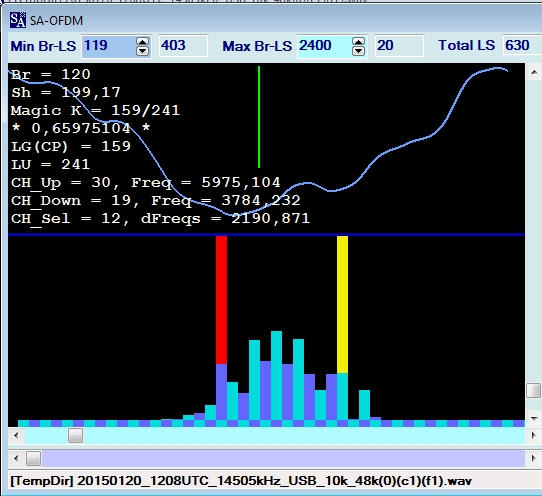 SA-OFDM
Min Br-LS 119 403 Max Br-LS 2400 20 Total LS 630
Br = 120
Sh = 199,17
Magic K = 159/241
* 0,65975104 *
LG(CP) = 159
LU = 241
CH_Up = 30, Freq = 5975,104
CH_Down = 19, Freq = 3784,232
CH_Sel = 12, dFreqs = 2190,871
[TempDir] 20150120_1208UTC_14505kHz_USB_10k_48k(0)(c1)(f1).wav